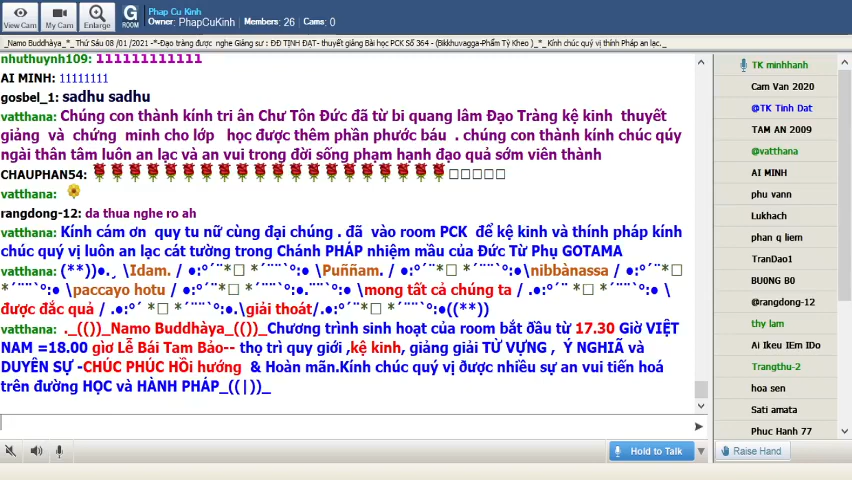 View Cam
My Cam
Enlarge
G
ROOM
Phap Cu Kinh
Owner: PhapCuKinh Members: 26 Cams: 0
_Namo Buddhàya_*_ Thứ Sáu 08 /01 /2021 -*-Đạo tràng được nghe Giảng sư : ĐĐ TỊNH ĐẠT- thuyết giảng Bài học PCK Số 364 - (Bikkhuvagga-Phẩm Tỳ Kheo )_*_ Kính chúc quý vị thính Pháp an lạc._
nhuthuynh109: 111111111111
AI MINH: 11111111
gosbel_1: sadhu sadhu
vatthana: Chúng con thành kính tri ân Chư Tôn Đức đã từ bi quang lâm Đạo Tràng kệ kinh thuyết
giảng và chứng minh cho lớp học được thêm phần phước báu . chúng con thành kính chúc qúy
ngài thân tâm luôn an lạc và an vui trong đời sống phạm hạnh đạo quả sớm viên thành
CHAUPHAN54: □□□□□
vatthana:
rangdong-12: da thua nghe ro ah
vatthana: Kính cám ơn quy tu nữ cùng đại chúng . đã vào room PCK để kệ kinh và thính pháp kính
chúc quý vị luôn an lạc cát tường trong Chánh PHÁP nhiệm mầu của Đức Từ Phụ GOTAMA
vatthana: (**))●.¸ \Idam. / ●:º´¨*□ *´¨¨`°:● \Puññam. / ●:º´¨*□ *´¨¨`°:●\nibbànassa / ●:º´¨*□
*´¨¨`°:● \paccayo hotu / ●:º´¨*□ *´¨¨`°:●.\mong tất cả chúng ta / .●:º´¨ *□ *´¨¨`°:● \
được đắc quả / .●:º´ *□ *´¨¨`°:●.\giải thoát/.●:º´¨*□ *´¨¨`°:●((**))
vatthana: ._(())_Namo Buddhàya_(())_Chương trình sinh hoạt của room bắt đầu từ 17.30 Giờ VIỆT
NAM =18.00 giơ Lễ Bái Tam Bảo-- thọ trì quy giới ,kệ kinh, giảng giải TỪ VỰNG , Ý NGHĨA và
DUYÊN SỰ -CHÚC PHÚC HỒi hướng & Hoàn mãn.Kính chúc quý vị được nhiều sự an vui tiến hoá
trên đường HỌC và HÀNH PHÁP_((|))_
TK minhhanh
Cam Van 2020
@TK Tinh Dat
TAM AN 2009
@vatthana
AI MINH
phu vann
Lukhach
phan q liem
TranDao1
BU0NG B0
@rangdong-12
thy lam
Ai lkeu IEm IDo
Trangthu-2
hoa sen
Sati amata
Phuc Hanh 77
Hold to Talk
Raise Hand